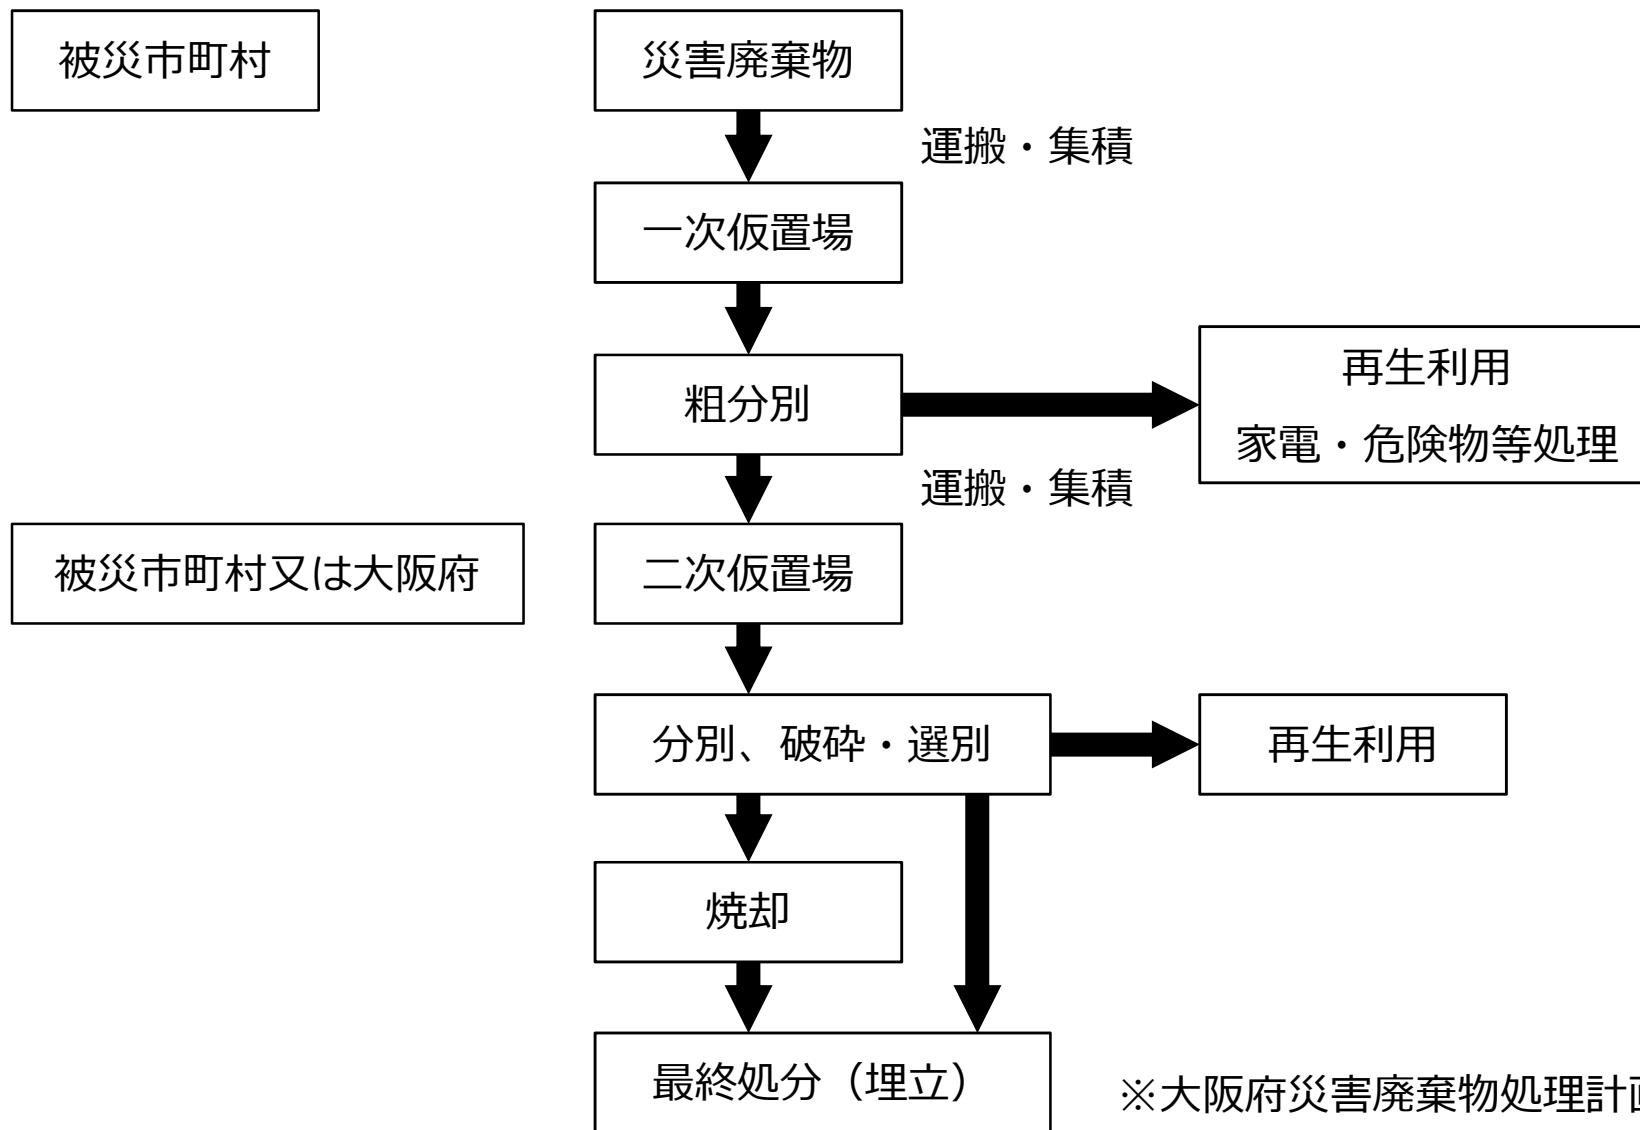 被災市町村
災害廃棄物
運搬・集積
一次仮置場
粗分別
再生利用
家電・危険物等処理
運搬・集積
被災市町村又は大阪府
二次仮置場
分別、破砕・選別
再生利用
焼却
最終処分（埋立）
※大阪府災害廃棄物処理計画